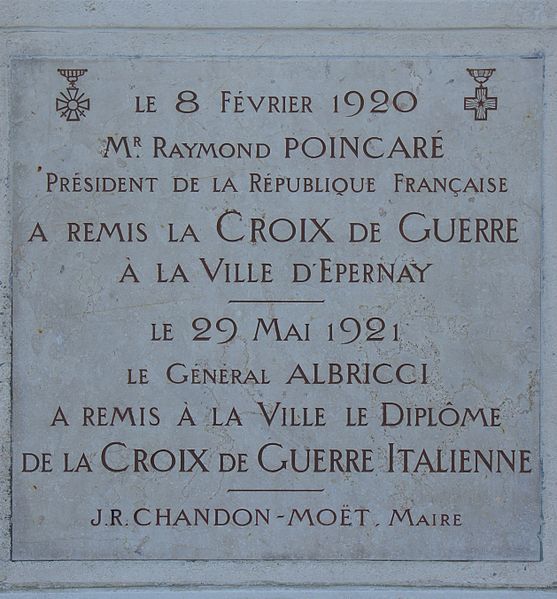 LE 8 FÉVRIER 1920
MR. RAYMOND POINCARÉ
PRÉSIDENT DE LA RÉPUBLIQUE FRANÇAISE
A REMIS LA CROIX DE GUERRE
À LA VILLE D'EPERNAY
LE 29 MAI 1921
LE GÉNÉRAL ALBRICCI
A REMIS À LA VILLE LE DIPLÔME
DE LA CROIX DE GUERRE ITALIENNE
J.R. CHANDON-MOËT, MAIRE